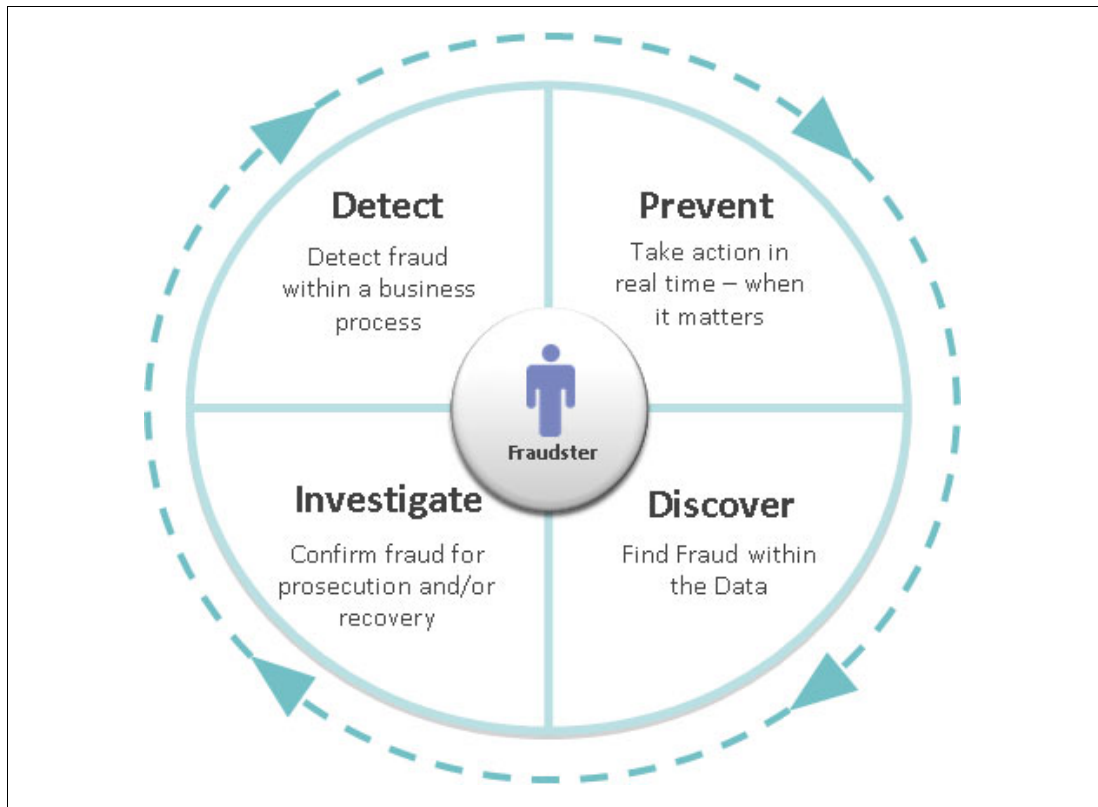 Detect
Detect fraud
within a business
process
Prevent
Take action in
real time – when
it matters
Fraudster
Investigate
Confirm fraud for
prosecution and/or
recovery
Discover
Find Fraud within
the Data